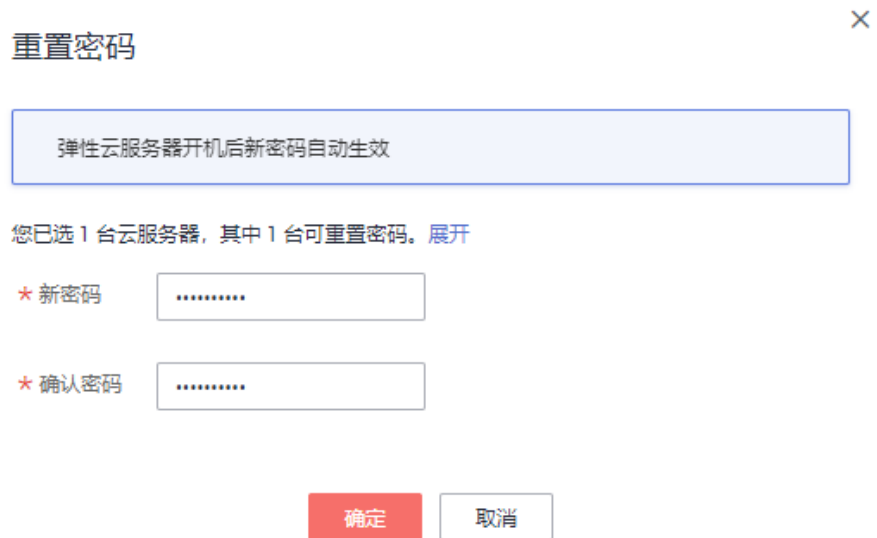 重置密码
弹性云服务器开机后新密码自动生效
您已选 1 台云服务器，其中 1 台可重置密码。展开
* 新密码 ••••••••••
* 确认密码 ••••••••••
确定 取消